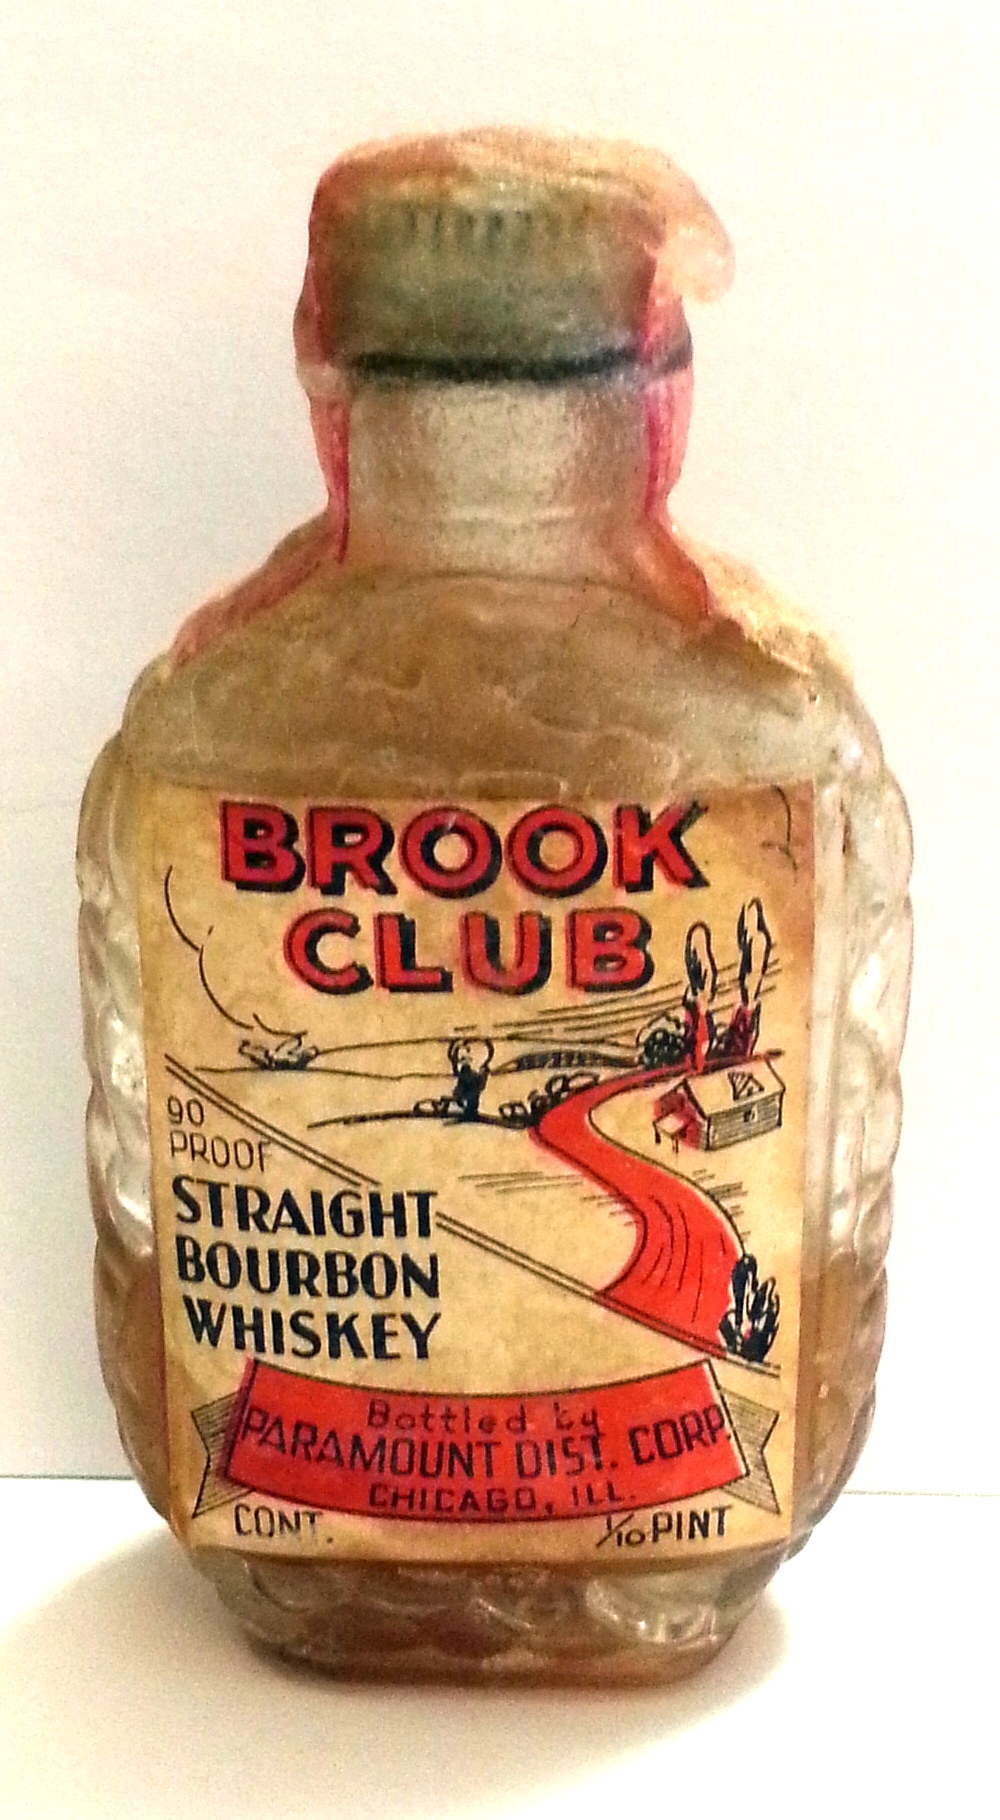 BROOK
CLUB
90
PROOF
STRAIGHT
BOURBON
WHISKEY
Bottled by
PARAMOUNT DIST. CORP.
CHICAGO, ILL.
CONT. 1/10 PINT